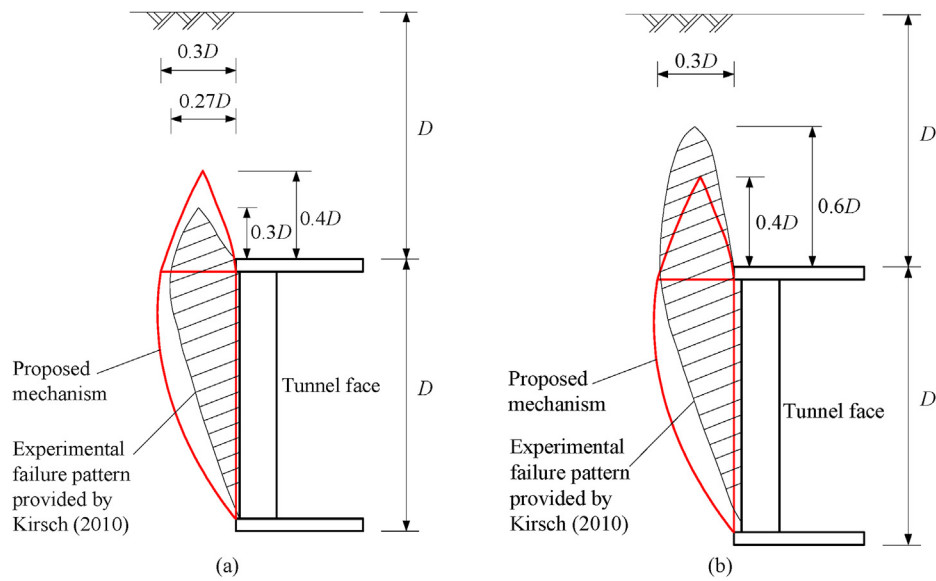 0.3D
0.27D
D
0.4D
0.3D
Proposed
mechanism
Tunnel face
D
Experimental
failure pattern
provided by
Kirsch (2010)
(a)
0.3D
D
0.6D
0.4D
Proposed
mechanism
Tunnel face
D
Experimental
failure pattern
provided by
Kirsch (2010)
(b)